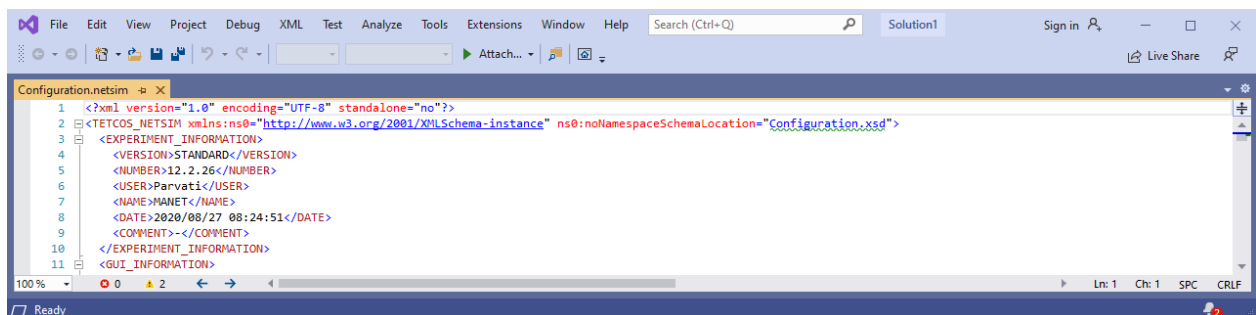 File Edit View Project Debug XML Test Analyze Tools Extensions Window Help Search (Ctrl+Q) Solution1 Sign in
Attach... Live Share
Configuration.netsim
1 <?xml version="1.0" encoding="UTF-8" standalone="no"?>
2 <TETCOS_NETSIM xmlns:ns0="http://www.w3.org/2001/XMLSchema-instance" ns0:noNamespaceSchemaLocation="Configuration.xsd">
3 <EXPERIMENT_INFORMATION>
4 <VERSION>STANDARD</VERSION>
5 <NUMBER>12.2.26</NUMBER>
6 <USER>Parvati</USER>
7 <NAME>MANET</NAME>
8 <DATE>2020/08/27 08:24:51</DATE>
9 <COMMENT>-</COMMENT>
10 </EXPERIMENT_INFORMATION>
11 <GUI_INFORMATION>
100 % 0 2 Ln: 1 Ch: 1 SPC CRLF
Ready 2